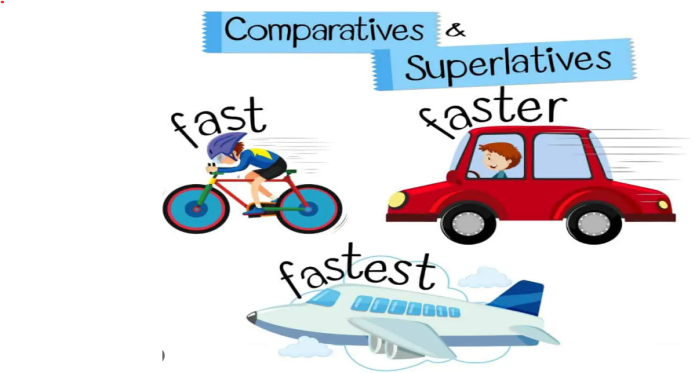 Comparatives &
Superlatives
fast
faster
fastest